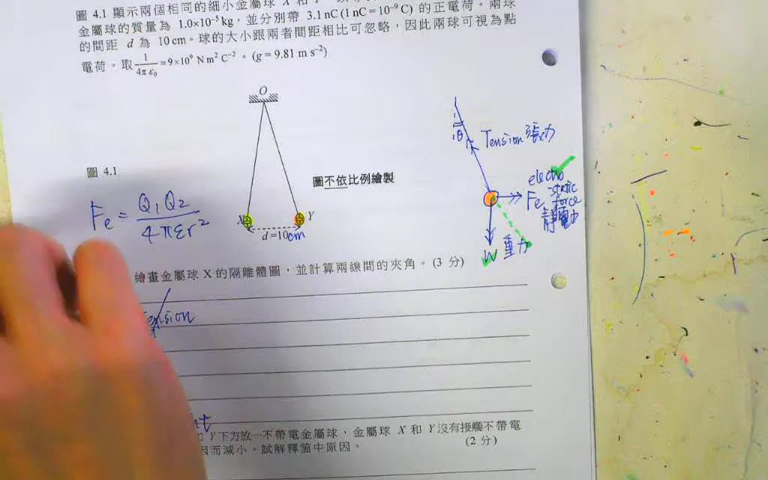 圖 4.1 顯示兩個相同的細小金屬球 X 和
金屬球的質量為 1.0×10⁻⁵ kg,並分別帶 3.1 nC (1 nC = 10⁻⁹ C) 的正電荷。兩球
的間距 d 為 10 cm。球的大小跟兩者間距相比可忽略,因此兩球可視為點
電荷。取 1/4πε₀ = 9×10⁹ N m² C⁻²。(g = 9.81 m s⁻²)
O
θ
Tension 張力
圖 4.1
圖不依比例繪製
electro
static
Fe force
靜電力
Fe = Q₁Q₂/4πεr²
X
Y
d=10cm
W 重力
繪畫金屬球 X 的隔離體圖,並計算兩線間的夾角。(3 分)
Y 下方放一不帶電金屬球,金屬球 X 和 Y 沒有接觸不帶電
因而減小。試解釋箇中原因。 (2 分)